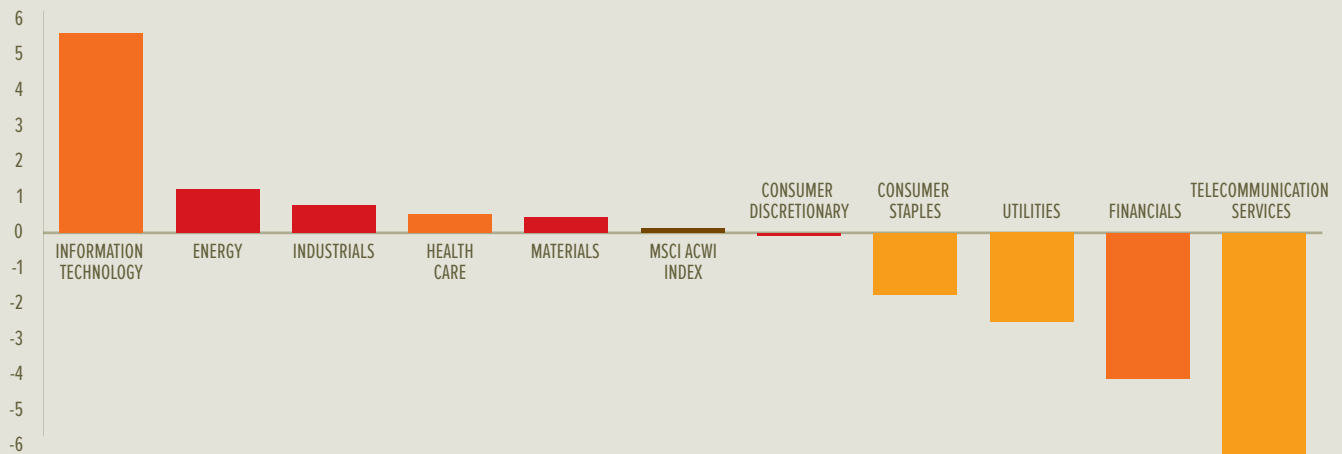 6
5
4
3
2
1
0
-1
-2
-3
-4
-5
-6
INFORMATION
TECHNOLOGY
ENERGY
INDUSTRIALS
HEALTH
CARE
MATERIALS
MSCI ACWI
INDEX
CONSUMER
DISCRETIONARY
CONSUMER
STAPLES
UTILITIES
FINANCIALS
TELECOMMUNICATION
SERVICES